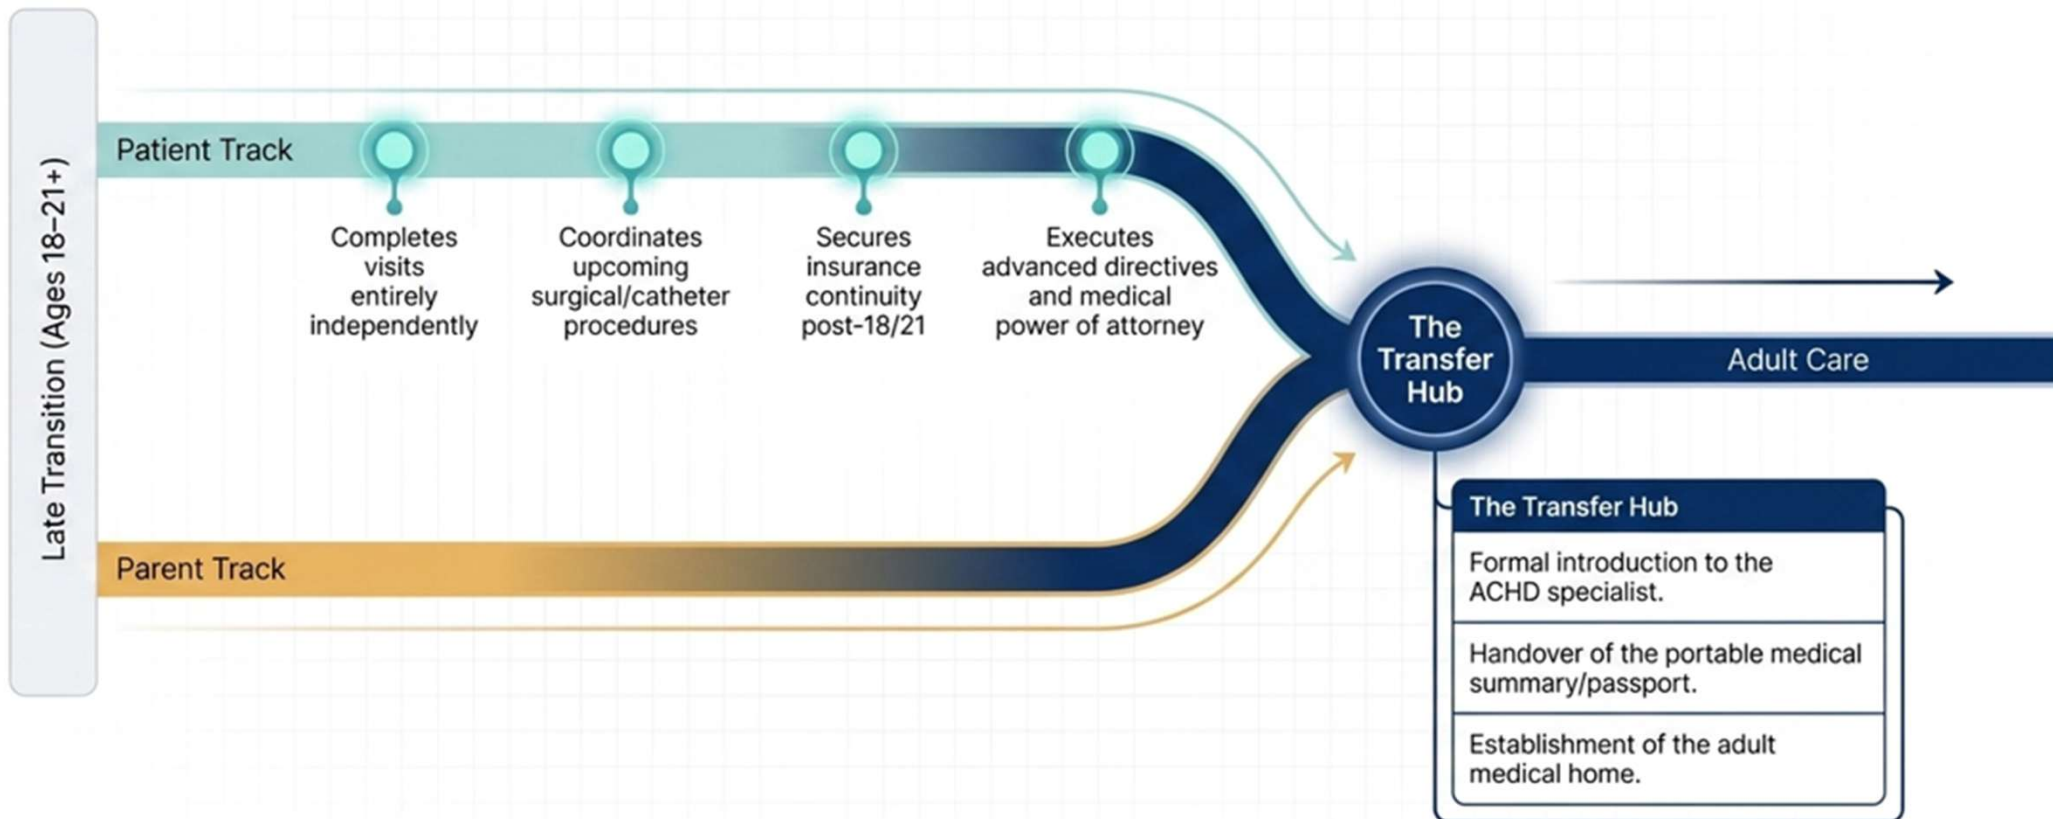 Late Transition (Ages 18–21+)
Patient Track
Completes
visits
entirely
independently
Coordinates
upcoming
surgical/catheter
procedures
Secures
insurance
continuity
post-18/21
Executes
advanced directives
and medical
power of attorney
The
Transfer
Hub
Adult Care
Parent Track
The Transfer Hub
Formal introduction to the
ACHD specialist.
Handover of the portable medical
summary/passport.
Establishment of the adult
medical home.